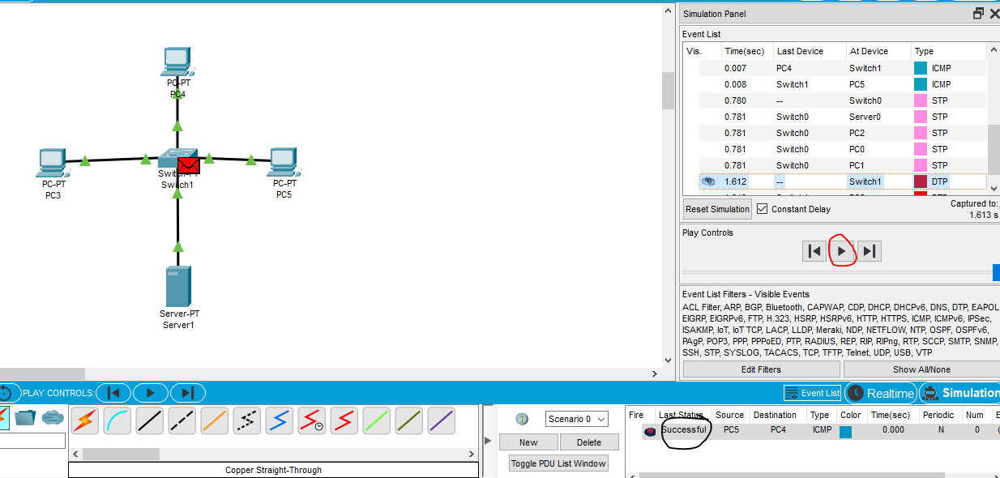 Simulation Panel
Event List
Vis. Time(sec) Last Device At Device Type
0.007 PC4 Switch1 ICMP
0.008 Switch1 PC5 ICMP
0.780 -- Switch0 STP
0.781 Switch0 Server0 STP
0.781 Switch0 PC2 STP
0.781 Switch0 PC0 STP
0.781 Switch0 PC1 STP
1.612 -- Switch1 DTP
Reset Simulation Constant Delay
Captured to:
1.613 s
Play Controls
Event List Filters - Visible Events
ACL Filter, ARP, BGP, Bluetooth, CAPWAP, CDP, DHCP, DHCPv6, DNS, DTP, EAPOL
EIGRP, EIGRPv6, FTP, H.323, HSRP, HSRPv6, HTTP, HTTPS, ICMP, ICMPv6, IPSec,
ISAKMP, IoT, IoT TCP, LACP, LLDP, Meraki, NDP, NETFLOW, NTP, OSPF, OSPFv6,
PAgP, POP3, PPP, PPPoED, PTP, RADIUS, REP, RIP, RIPng, RTP, SCCP, SMTP, SNMP,
SSH, STP, SYSLOG, TACACS, TCP, TFTP, Telnet, UDP, USB, VTP
Edit Filters Show All/None
PC-PT
PC4
PC-PT
PC3
Switch1
PC-PT
PC5
Server-PT
Server1
PLAY CONTROLS:
Event List Realtime Simulation
Copper Straight-Through
Scenario 0
New Delete
Toggle PDU List Window
Fire Last Status Source Destination Type Color Time(sec) Periodic Num
Successful PC5 PC4 ICMP 0.000 N 0